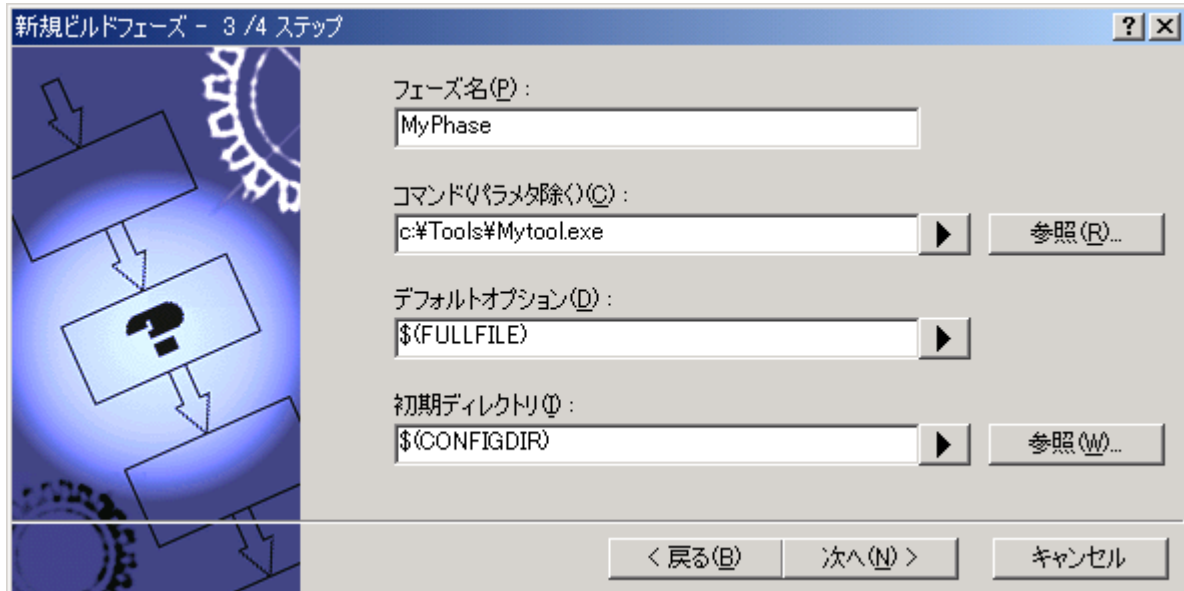 新規ビルドフェーズ - 3 /4 ステップ
フェーズ名(P) :
MyPhase
コマンド(パラメタ除く)(C) :
c:¥Tools¥Mytool.exe
参照(R)...
デフォルトオプション(D) :
$(FULLFILE)
初期ディレクトリ(I) :
$(CONFIGDIR)
参照(W)...
< 戻る(B)
次へ(N) >
キャンセル